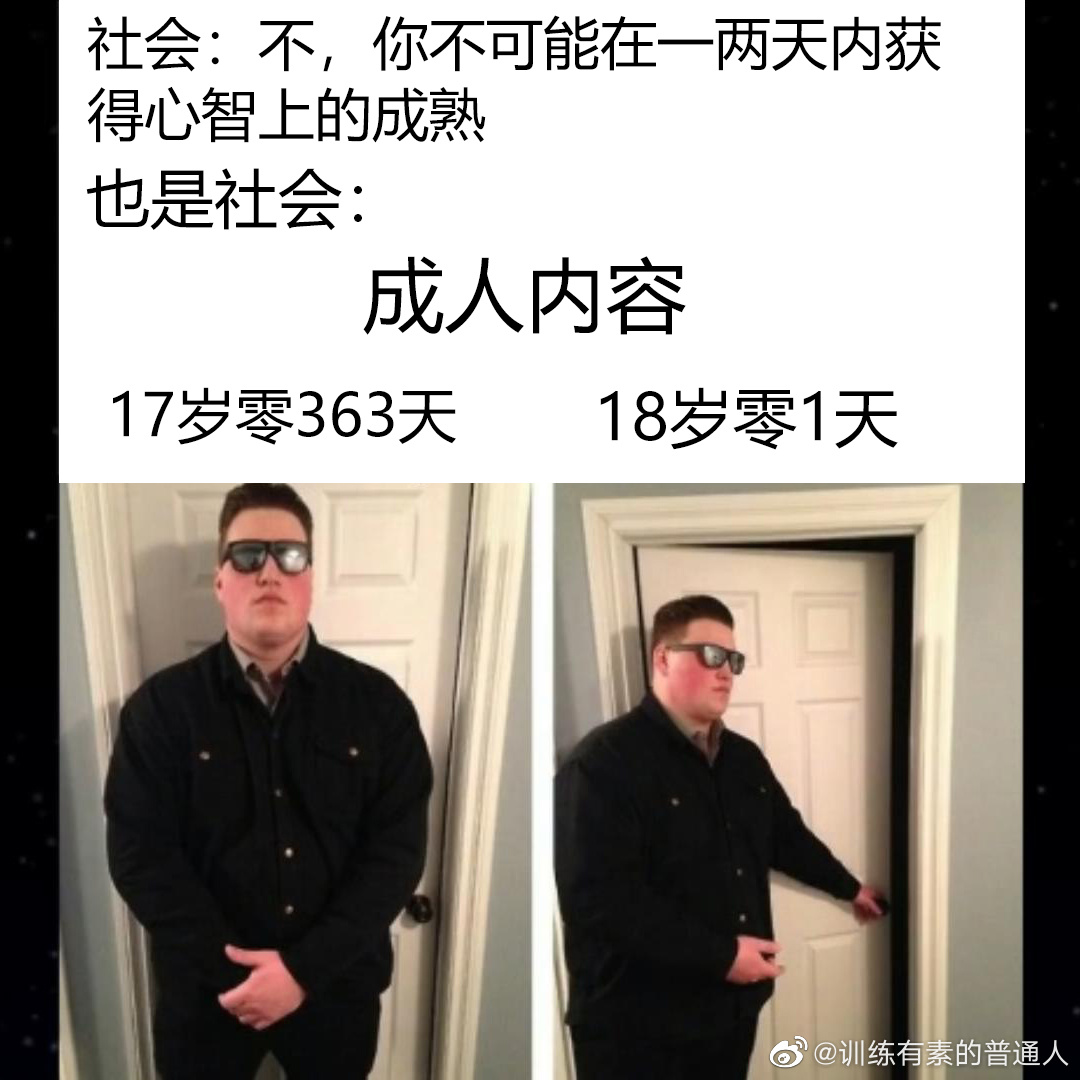 社会：不，你不可能在一两天内获
得心智上的成熟
也是社会：
成人内容
17岁零363天
18岁零1天
@训练有素的普通人